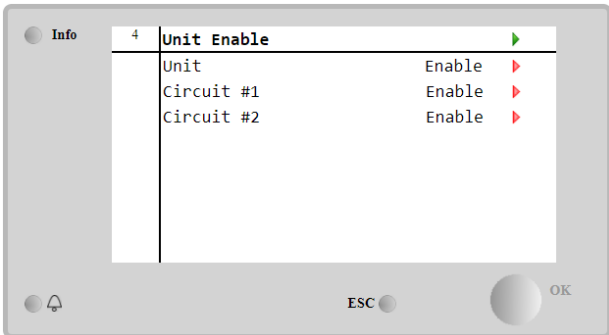 Info
4 Unit Enable
Unit Enable
Circuit #1 Enable
Circuit #2 Enable
ESC
OK